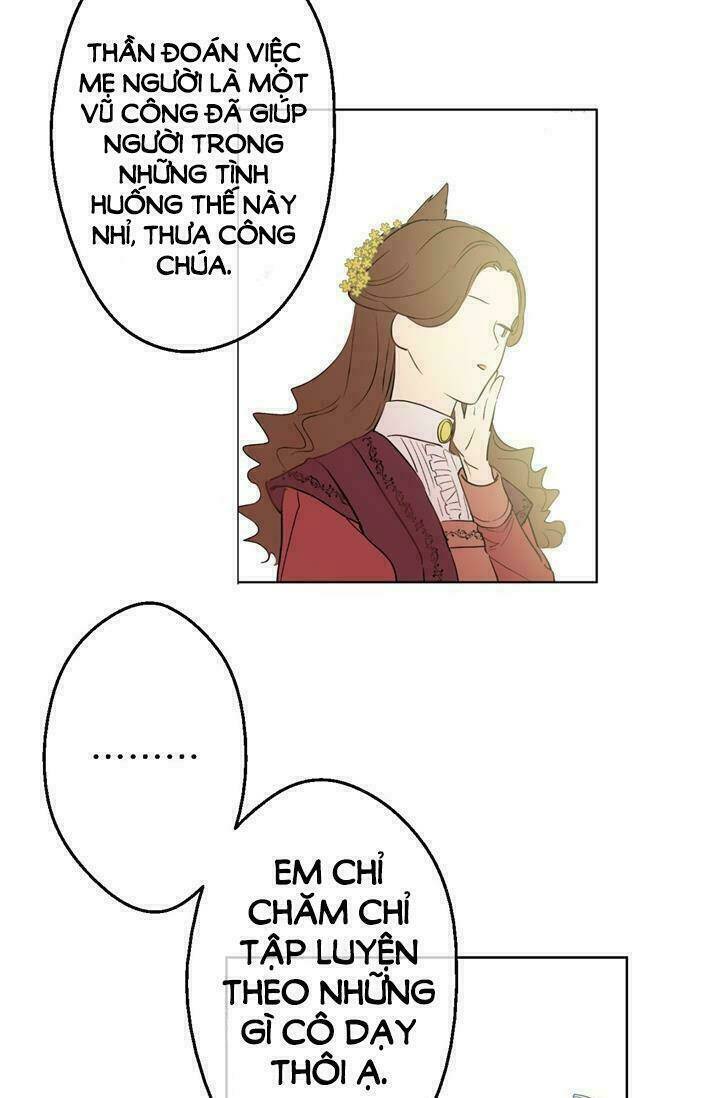 THẦN ĐOÁN VIỆC
MẸ NGƯỜI LÀ MỘT
VŨ CÔNG ĐÃ GIÚP
NGƯỜI TRONG
NHỮNG TÌNH
HUỐNG THẾ NÀY
NHỈ, THƯA CÔNG
CHÚA.
.........
EM CHỈ
CHĂM CHỈ
TẬP LUYỆN
THEO NHỮNG
GÌ CÔ DẠY
THÔI Ạ.